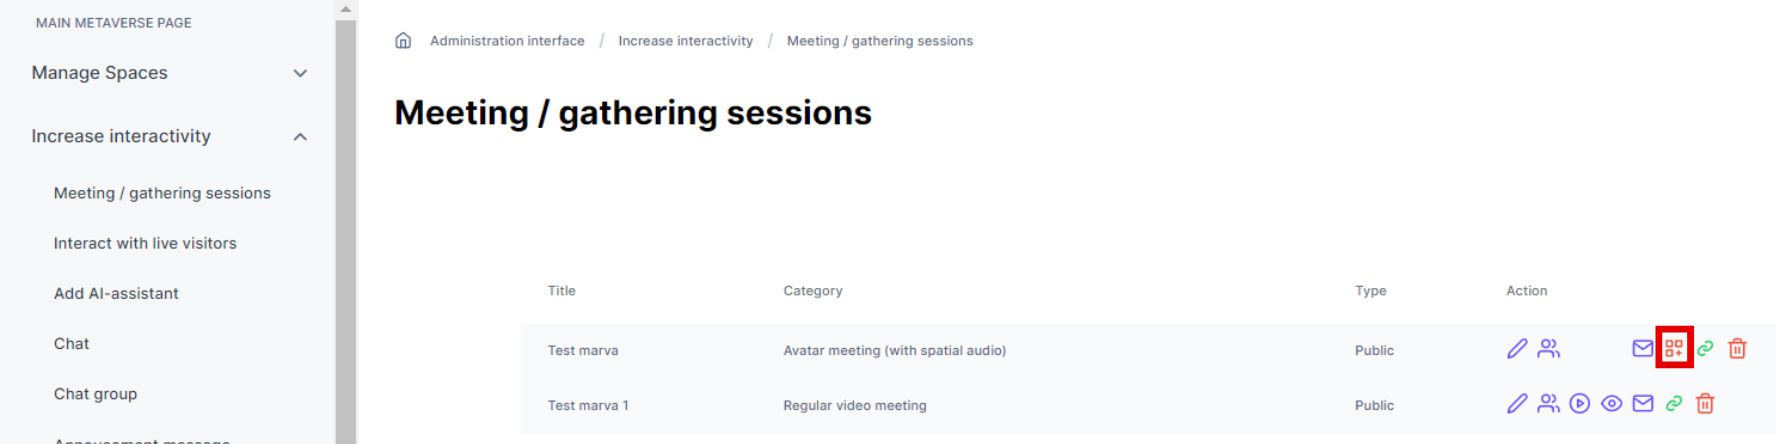 MAIN METAVERSE PAGE
Manage Spaces
Increase interactivity
Meeting / gathering sessions
Interact with live visitors
Add AI-assistant
Chat
Chat group
Administration interface / Increase interactivity / Meeting / gathering sessions
Meeting / gathering sessions
Title Category Type Action
Test marva Avatar meeting (with spatial audio) Public
Test marva 1 Regular video meeting Public